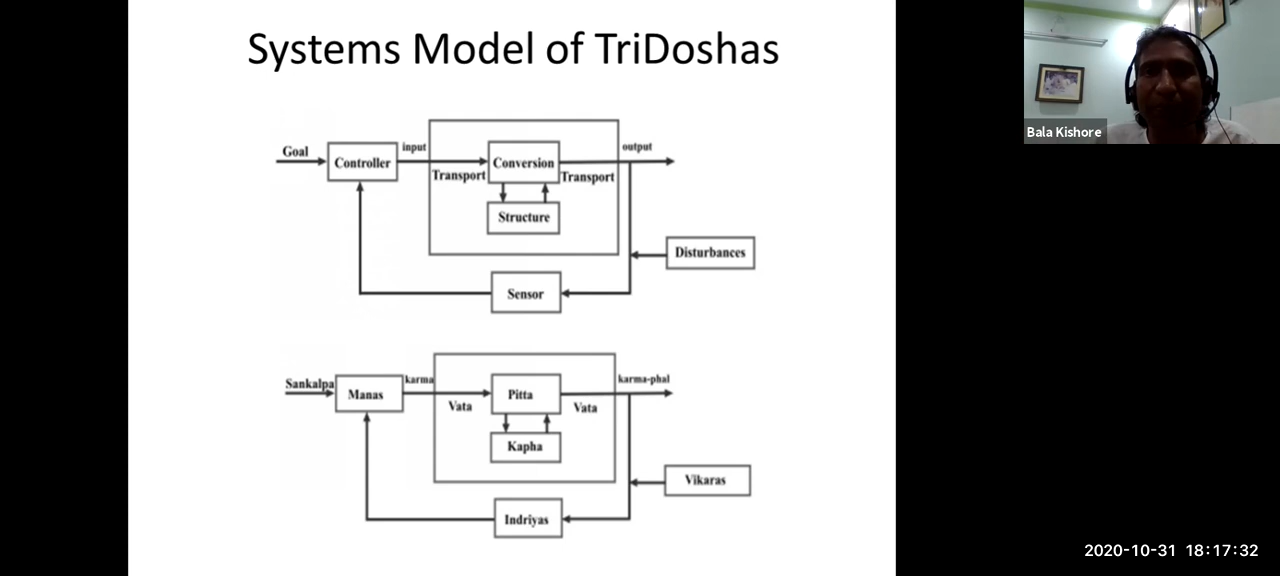 Systems Model of TriDoshas
Goal
Controller
input
Transport
Conversion
Transport
output
Structure
Disturbances
Sensor
Sankalpa
Manas
karma
Vata
Pitta
Vata
karma-phal
Kapha
Vikaras
Indriyas
Bala Kishore
2020-10-31 18:17:32